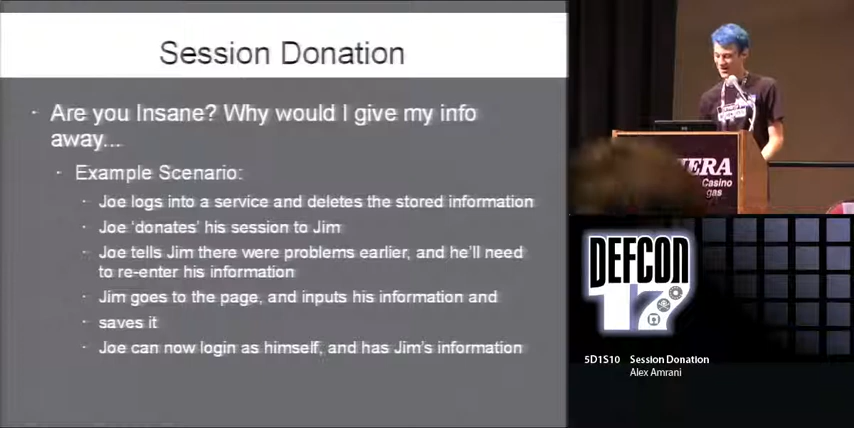 Session Donation
· Are you Insane? Why would I give my info
away...
· Example Scenario:
· Joe logs into a service and deletes the stored information
· Joe 'donates' his session to Jim
· Joe tells Jim there were problems earlier, and he'll need
to re-enter his information
· Jim goes to the page, and inputs his information and
· saves it
· Joe can now login as himself, and has Jim's information
Casino
DEFCON
17
5D1S10 Session Donation
Alex Amrani